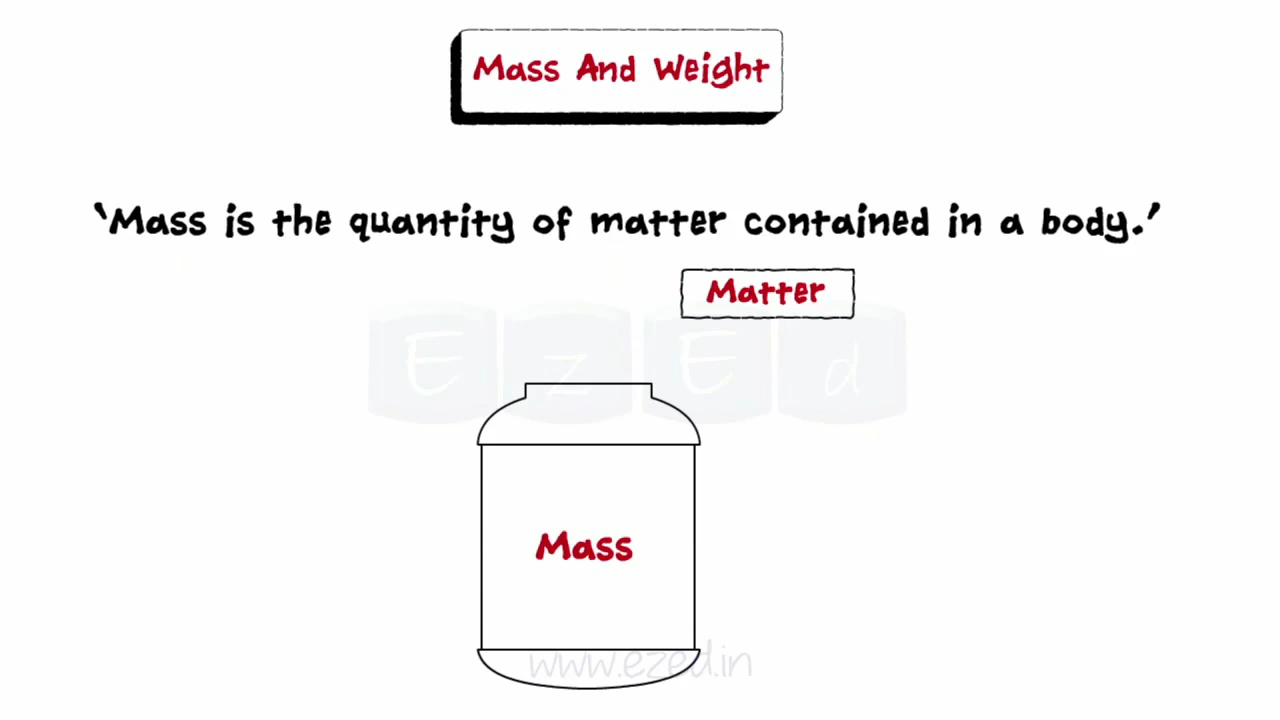 Mass And Weight
‘Mass is the quantity of matter contained in a body.’
Matter
E z E d
Mass
www.ezed.in